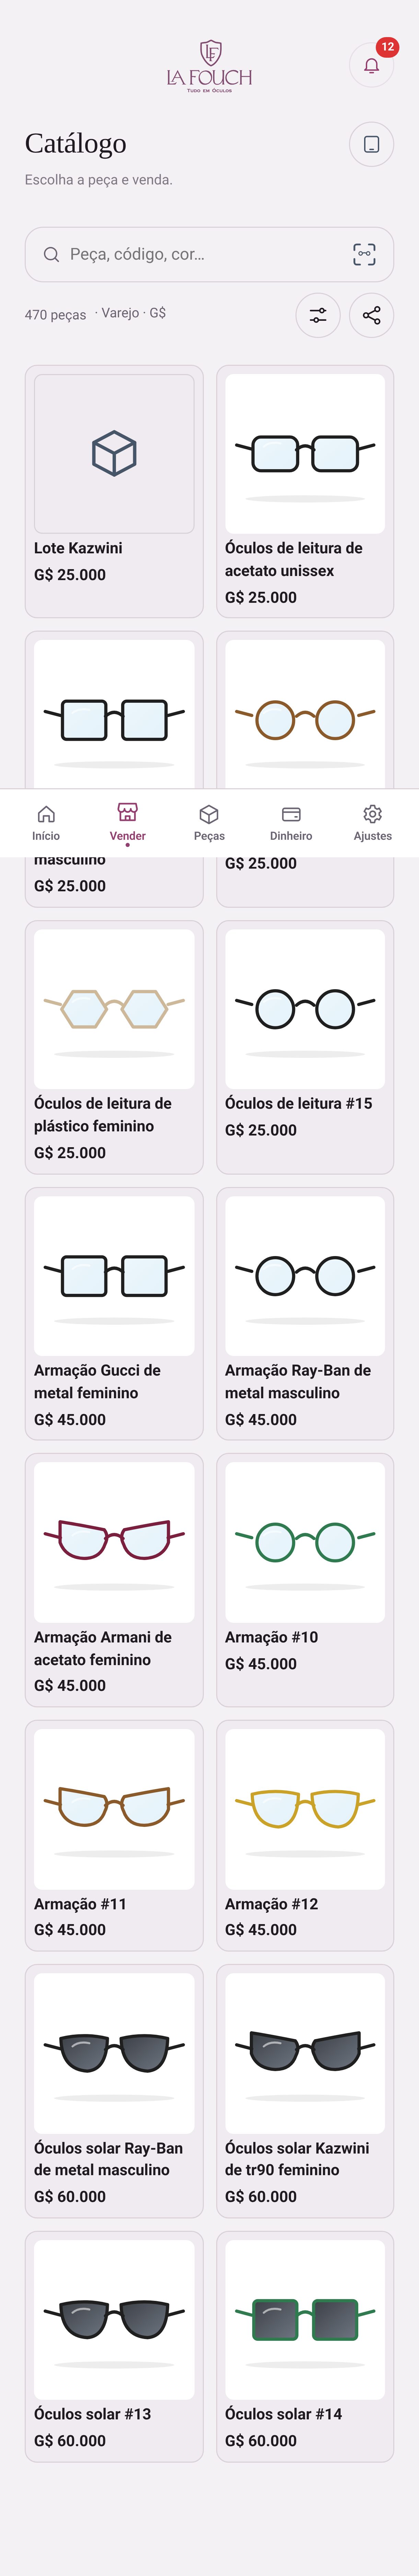 LF
LA FOUCH
TUDO EM ÓCULOS
12
Catálogo
Escolha a peça e venda.
Peça, código, cor...
470 peças · Varejo · G$
Lote Kazwini
G$ 25.000
Óculos de leitura de
acetato unissex
G$ 25.000
Início
Vender
Peças
Dinheiro
Ajustes
masculino
G$ 25.000
G$ 25.000
Óculos de leitura de
plástico feminino
G$ 25.000
Óculos de leitura #15
G$ 25.000
Armação Gucci de
metal feminino
G$ 45.000
Armação Ray-Ban de
metal masculino
G$ 45.000
Armação Armani de
acetato feminino
G$ 45.000
Armação #10
G$ 45.000
Armação #11
G$ 45.000
Armação #12
G$ 45.000
Óculos solar Ray-Ban
de metal masculino
G$ 60.000
Óculos solar Kazwini
de tr90 feminino
G$ 60.000
Óculos solar #13
G$ 60.000
Óculos solar #14
G$ 60.000